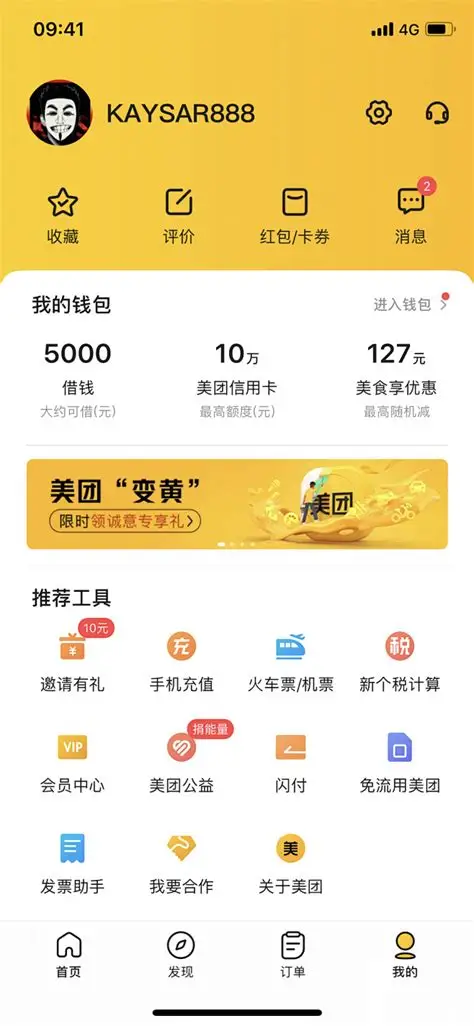 09:41
4G
KAYSAR888
收藏 评价 红包/卡券 消息
2
我的钱包
进入钱包
5000 10万 127元
借钱 美团信用卡 美食享优惠
大约可借(元) 最高额度(元) 最高随机减
美团“变黄”
限时领诚意专享礼
美团
推荐工具
10元
充 税
邀请有礼 手机充值 火车票/机票 新个税计算
捐能量
VIP
会员中心 美团公益 闪付 免流用美团
美
发票助手 我要合作 关于美团
首页 发现 订单 我的